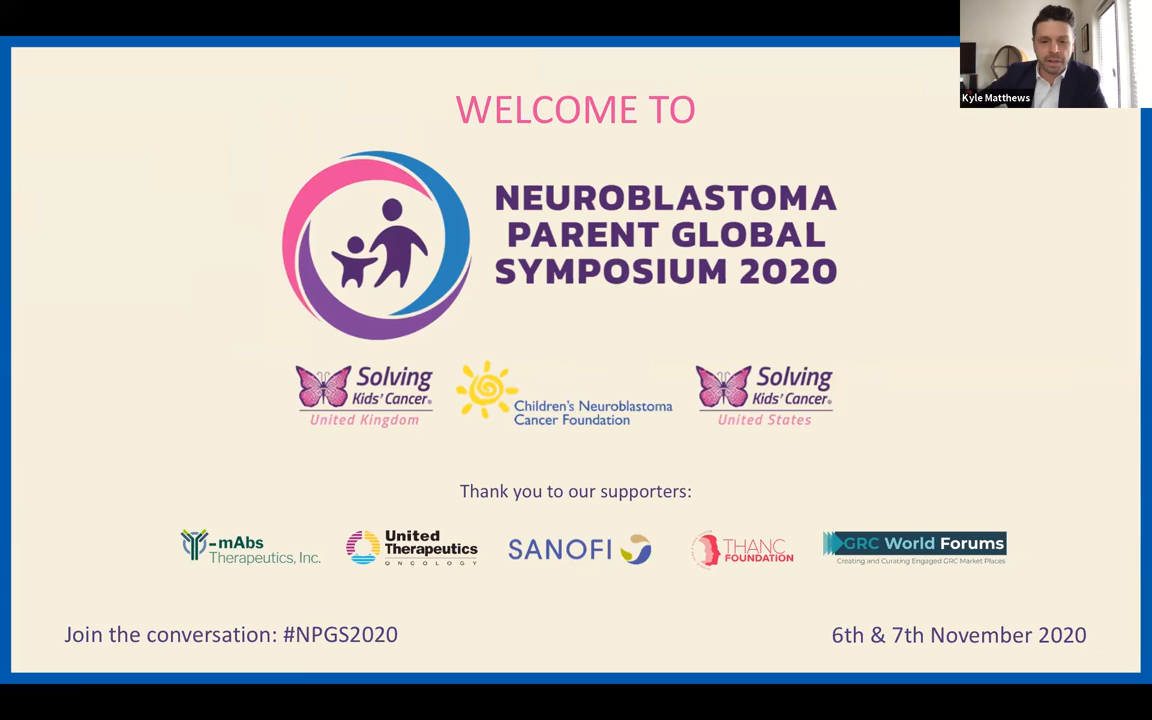 Kyle Matthews
WELCOME TO
NEUROBLASTOMA
PARENT GLOBAL
SYMPOSIUM 2020
Solving
Kids' Cancer®
United Kingdom
Children's Neuroblastoma
Cancer Foundation
Solving
Kids' Cancer®
United States
Thank you to our supporters:
Y-mAbs
Therapeutics, Inc.
United
Therapeutics
ONCOLOGY
SANOFI
THANC
FOUNDATION
GRC World Forums
Creating and Curating Engaged GRC Market Places
Join the conversation: #NPGS2020
6th & 7th November 2020